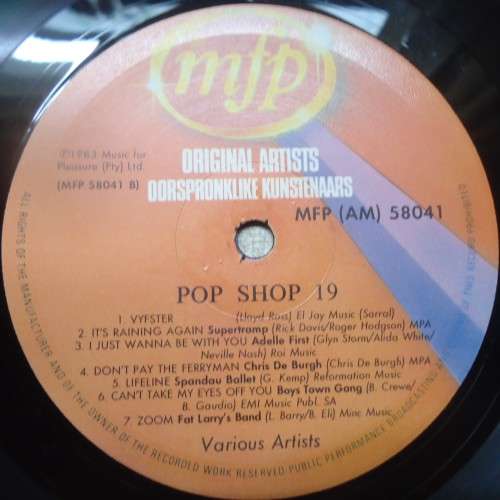 mfp
℗1983 Music for
Pleasure (Pty) Ltd.
(MFP 58041 B)
ORIGINAL ARTISTS
OORSPRONKLIKE KUNSTENAARS
MFP (AM) 58041
POP SHOP 19
1. VYFSTER (Lloyd Ross) El Jay Music (Sarral)
2. IT'S RAINING AGAIN Supertramp (Rick Davis/Roger Hodgson) MPA
3. I JUST WANNA BE WITH YOU Adelle First (Glyn Storm/Alida White/
Neville Nash) Roi Music
4. DON'T PAY THE FERRYMAN Chris De Burgh (Chris De Burgh) MPA
5. LIFELINE Spandau Ballet (G. Kemp) Reformation Music
6. CAN'T TAKE MY EYES OFF YOU Boys Town Gang (B. Crewe/
B. Gaudio) EMI Music Publ. SA
7. ZOOM Fat Larry's Band (L. Barry/B. Eli) Minc Music
Various Artists
ALL RIGHTS OF THE MANUFACTURER AND OF THE OWNER OF THE RECORDED WORK RESERVED PUBLIC PERFORMANCE BROADCASTING OF THIS RECORD PROHIBITED